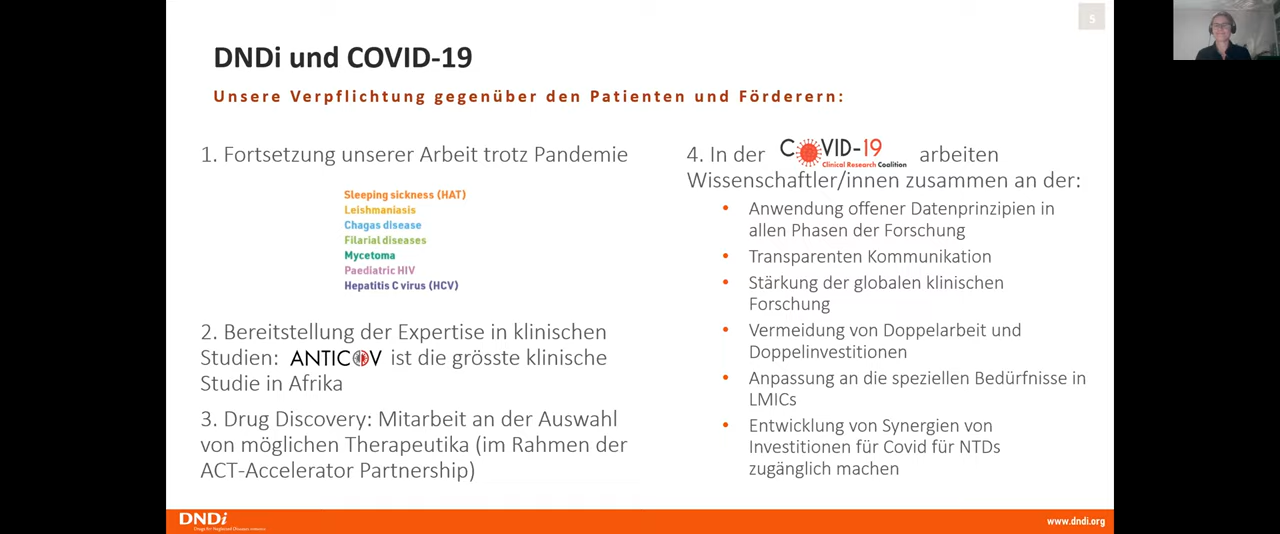 5
DNDi und COVID-19
Unsere Verpflichtung gegenüber den Patienten und Förderern:
1. Fortsetzung unserer Arbeit trotz Pandemie
Sleeping sickness (HAT)
Leishmaniasis
Chagas disease
Filarial diseases
Mycetoma
Paediatric HIV
Hepatitis C virus (HCV)
2. Bereitstellung der Expertise in klinischen
Studien: ANTICOV ist die grösste klinische
Studie in Afrika
3. Drug Discovery: Mitarbeit an der Auswahl
von möglichen Therapeutika (im Rahmen der
ACT-Accelerator Partnership)
4. In der COVID-19 arbeiten
Clinical Research Coalition
Wissenschaftler/innen zusammen an der:
• Anwendung offener Datenprinzipien in
allen Phasen der Forschung
• Transparenten Kommunikation
• Stärkung der globalen klinischen
Forschung
• Vermeidung von Doppelarbeit und
Doppelinvestitionen
• Anpassung an die speziellen Bedürfnisse in
LMICs
• Entwicklung von Synergien von
Investitionen für Covid für NTDs
zugänglich machen
DNDi
Drugs for Neglected Diseases initiative
www.dndi.org